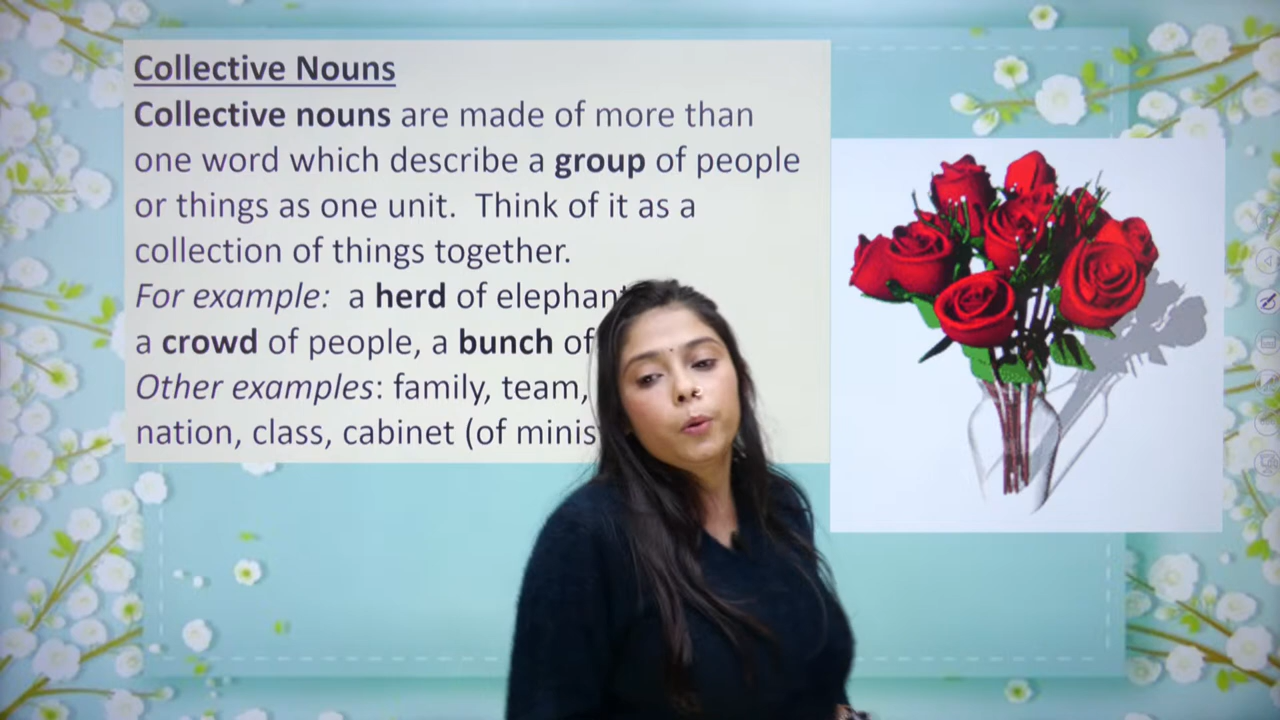 Collective Nouns
Collective nouns are made of more than
one word which describe a group of people
or things as one unit. Think of it as a
collection of things together.
For example: a herd of
a crowd of people, a bunch of
Other examples: family, team,
nation, class, cabinet (of